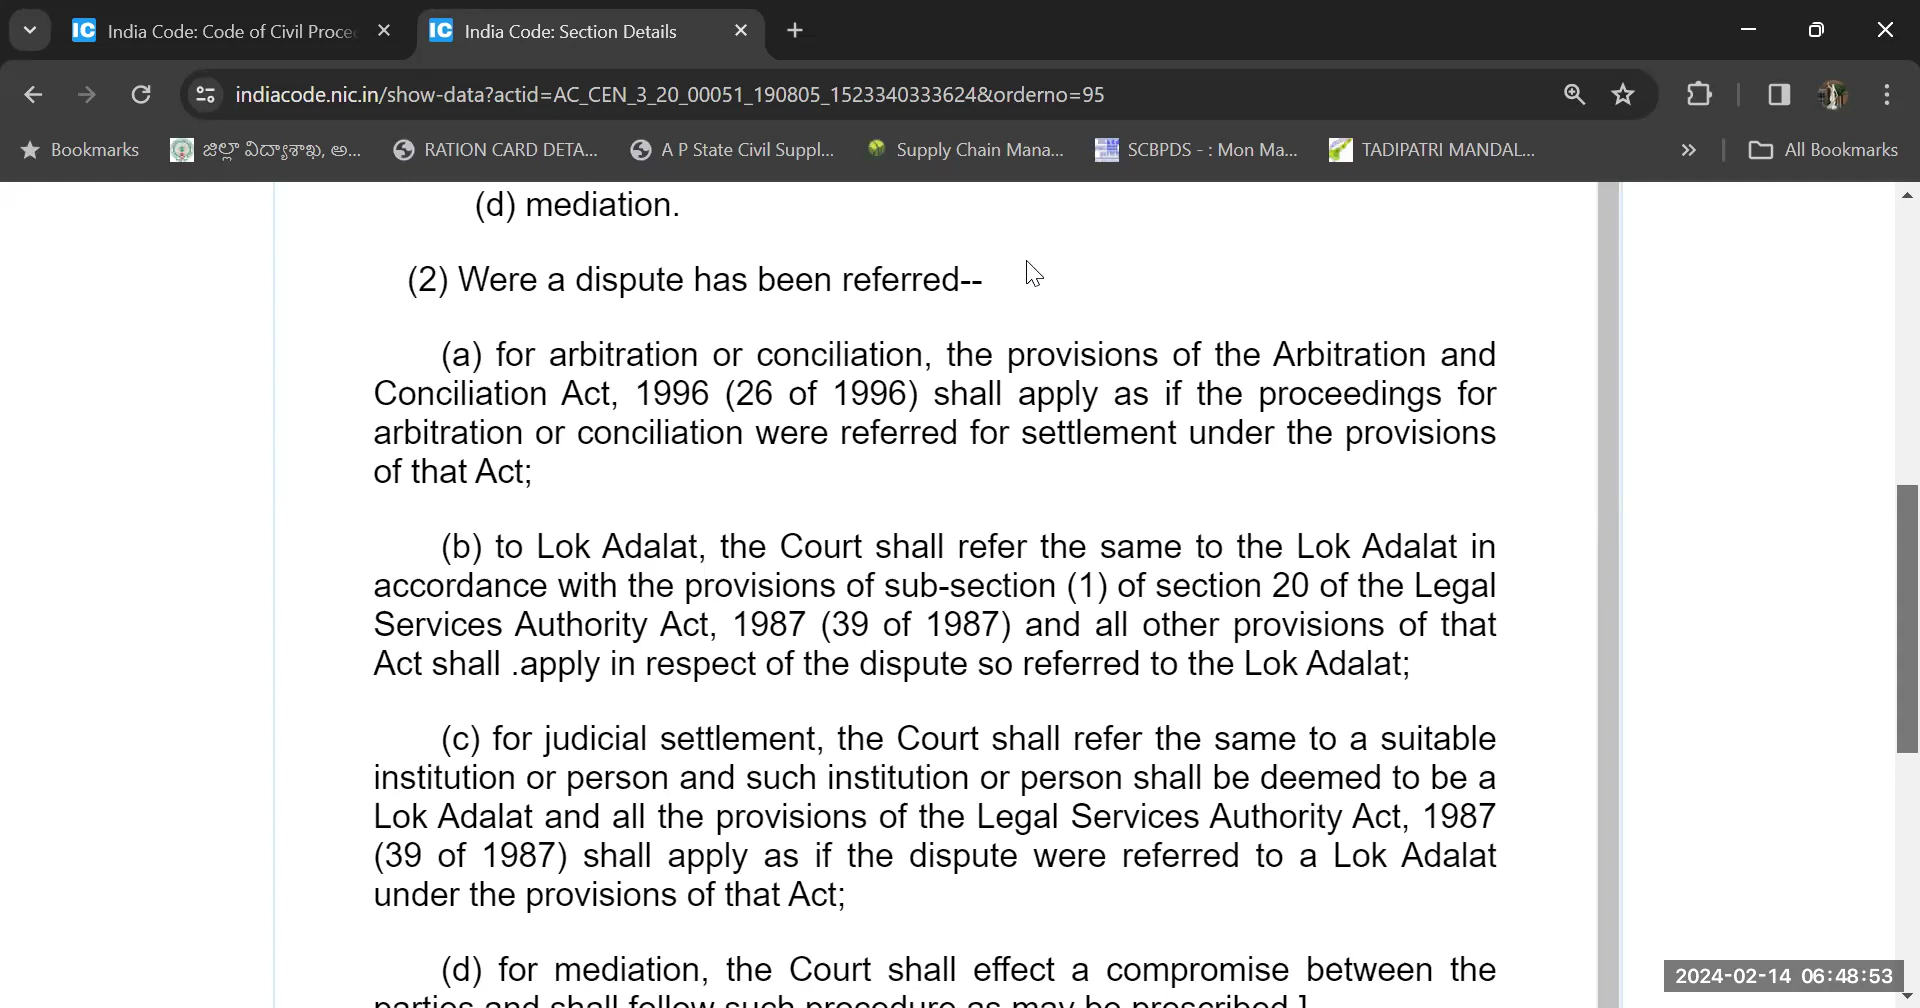 India Code: Code of Civil Proce
India Code: Section Details
indiacode.nic.in/show-data?actid=AC_CEN_3_20_00051_190805_1523340333624&orderno=95
Bookmarks
జిల్లా విద్యాశాఖ, అ...
RATION CARD DETA...
A P State Civil Suppl...
Supply Chain Mana...
SCBPDS - : Mon Ma...
TADIPATRI MANDAL...
All Bookmarks
(d) mediation.
(2) Were a dispute has been referred--
(a) for arbitration or conciliation, the provisions of the Arbitration and
Conciliation Act, 1996 (26 of 1996) shall apply as if the proceedings for
arbitration or conciliation were referred for settlement under the provisions
of that Act;
(b) to Lok Adalat, the Court shall refer the same to the Lok Adalat in
accordance with the provisions of sub-section (1) of section 20 of the Legal
Services Authority Act, 1987 (39 of 1987) and all other provisions of that
Act shall .apply in respect of the dispute so referred to the Lok Adalat;
(c) for judicial settlement, the Court shall refer the same to a suitable
institution or person and such institution or person shall be deemed to be a
Lok Adalat and all the provisions of the Legal Services Authority Act, 1987
(39 of 1987) shall apply as if the dispute were referred to a Lok Adalat
under the provisions of that Act;
(d) for mediation, the Court shall effect a compromise between the
parties and shall follow such procedure as may be prescribed.]
2024-02-14 06:48:53